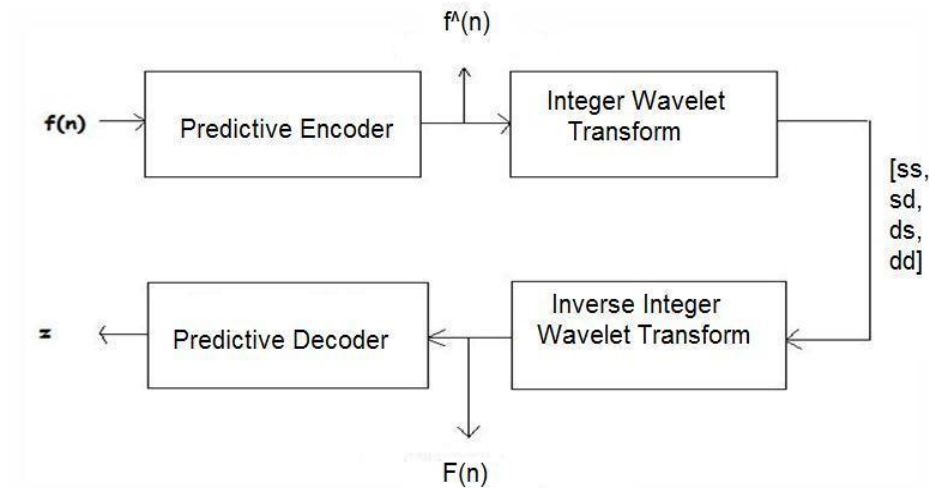 f^(n)
f(n)
Predictive Encoder
Integer Wavelet
Transform
[ss,
sd,
ds,
dd]
z
Predictive Decoder
Inverse Integer
Wavelet Transform
F(n)